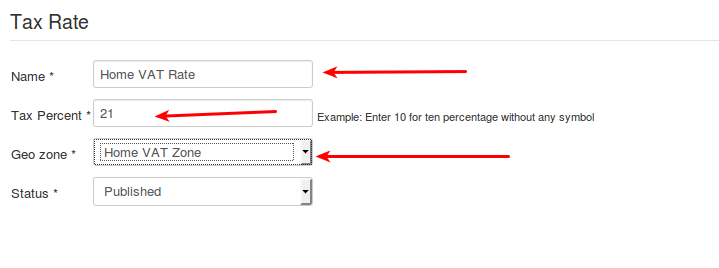 Tax Rate
Name * Home VAT Rate
Tax Percent * 21 Example: Enter 10 for ten percentage without any symbol
Geo zone * Home VAT Zone
Status * Published